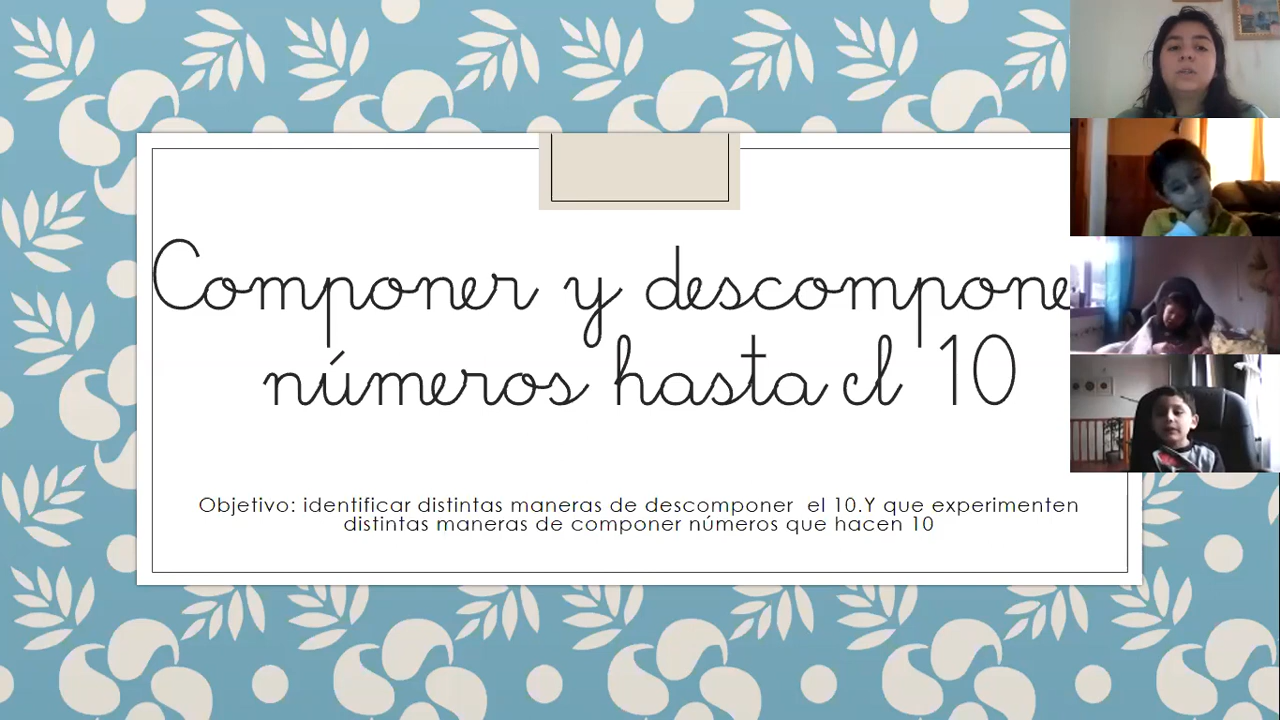 Componer y descompone
números hasta el 10
Objetivo: identificar distintas maneras de descomponer el 10.Y que experimenten
distintas maneras de componer números que hacen 10